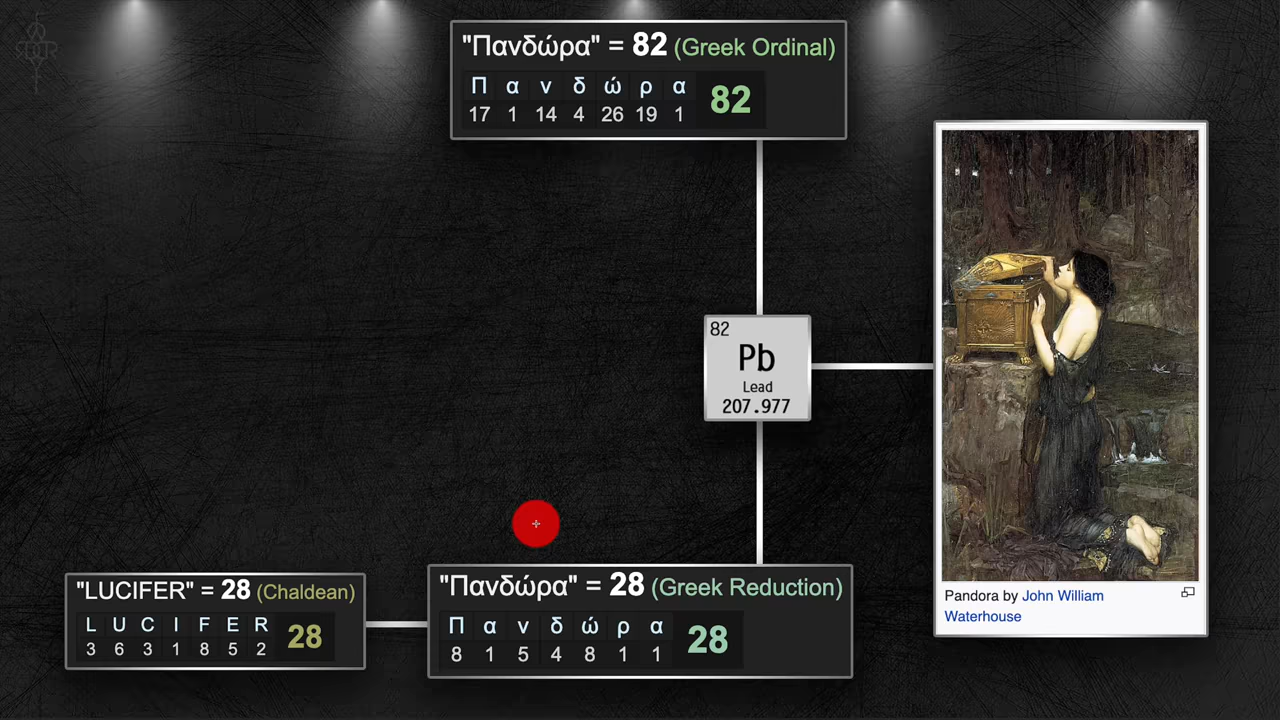 "Πανδώρα" = 82 (Greek Ordinal)
Π α ν δ ώ ρ α 82
17 1 14 4 26 19 1
82
Pb
Lead
207.977
Pandora by John William
Waterhouse
"LUCIFER" = 28 (Chaldean)
L U C I F E R 28
3 6 3 1 8 5 2
"Πανδώρα" = 28 (Greek Reduction)
Π α ν δ ώ ρ α 28
8 1 5 4 8 1 1